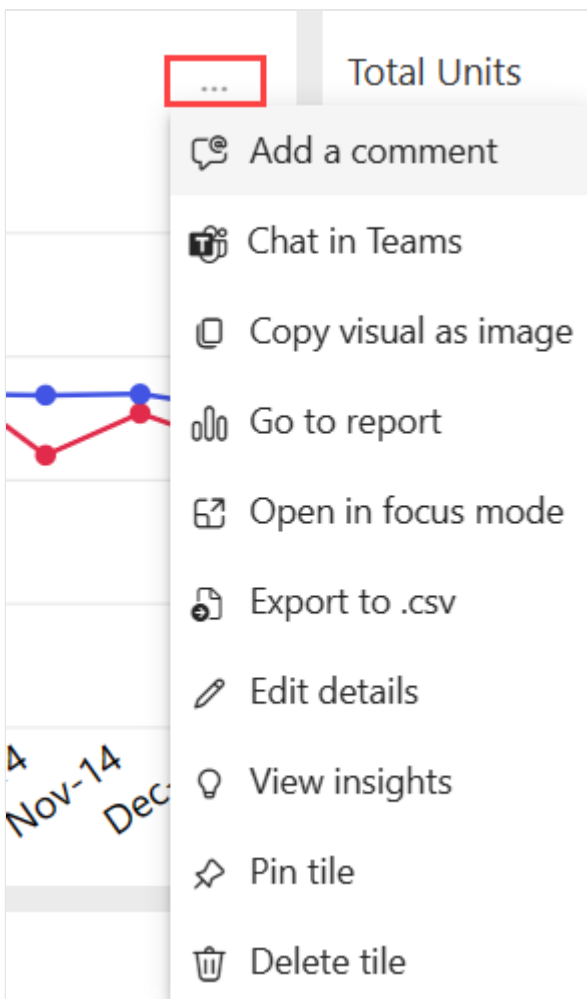 ...
Total Units
Add a comment
Chat in Teams
Copy visual as image
Go to report
Open in focus mode
Export to .csv
Edit details
View insights
Nov-14
Pin tile
Delete tile